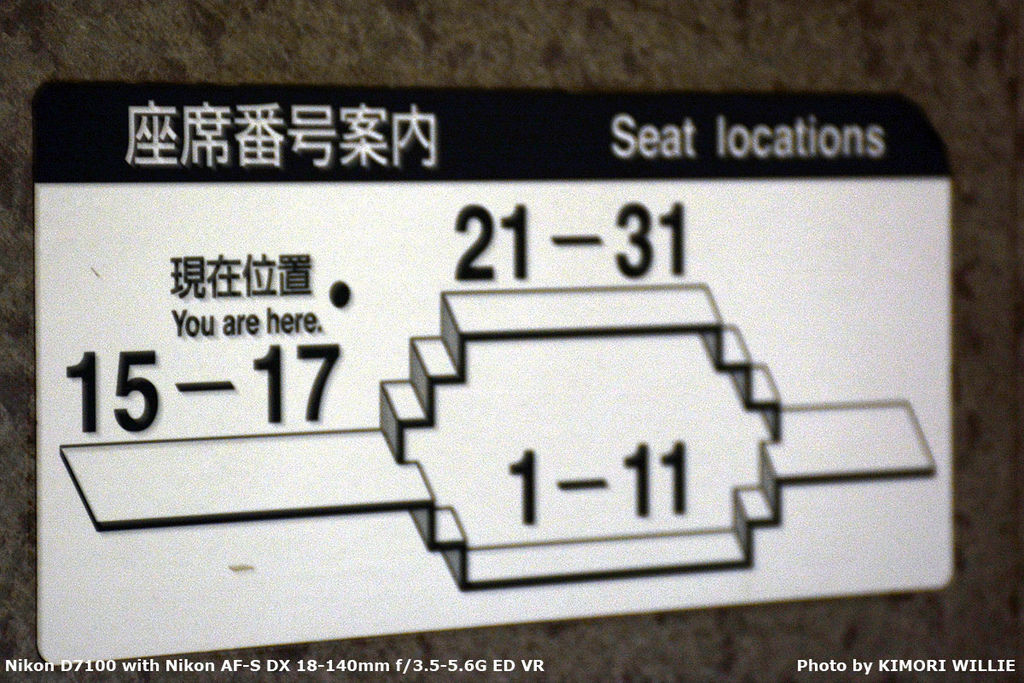 座席番号案内 Seat locations
21－31
現在位置
You are here.
15－17
1－11
Nikon D7100 with Nikon AF-S DX 18-140mm f/3.5-5.6G ED VR
Photo by KIMORI WILLIE